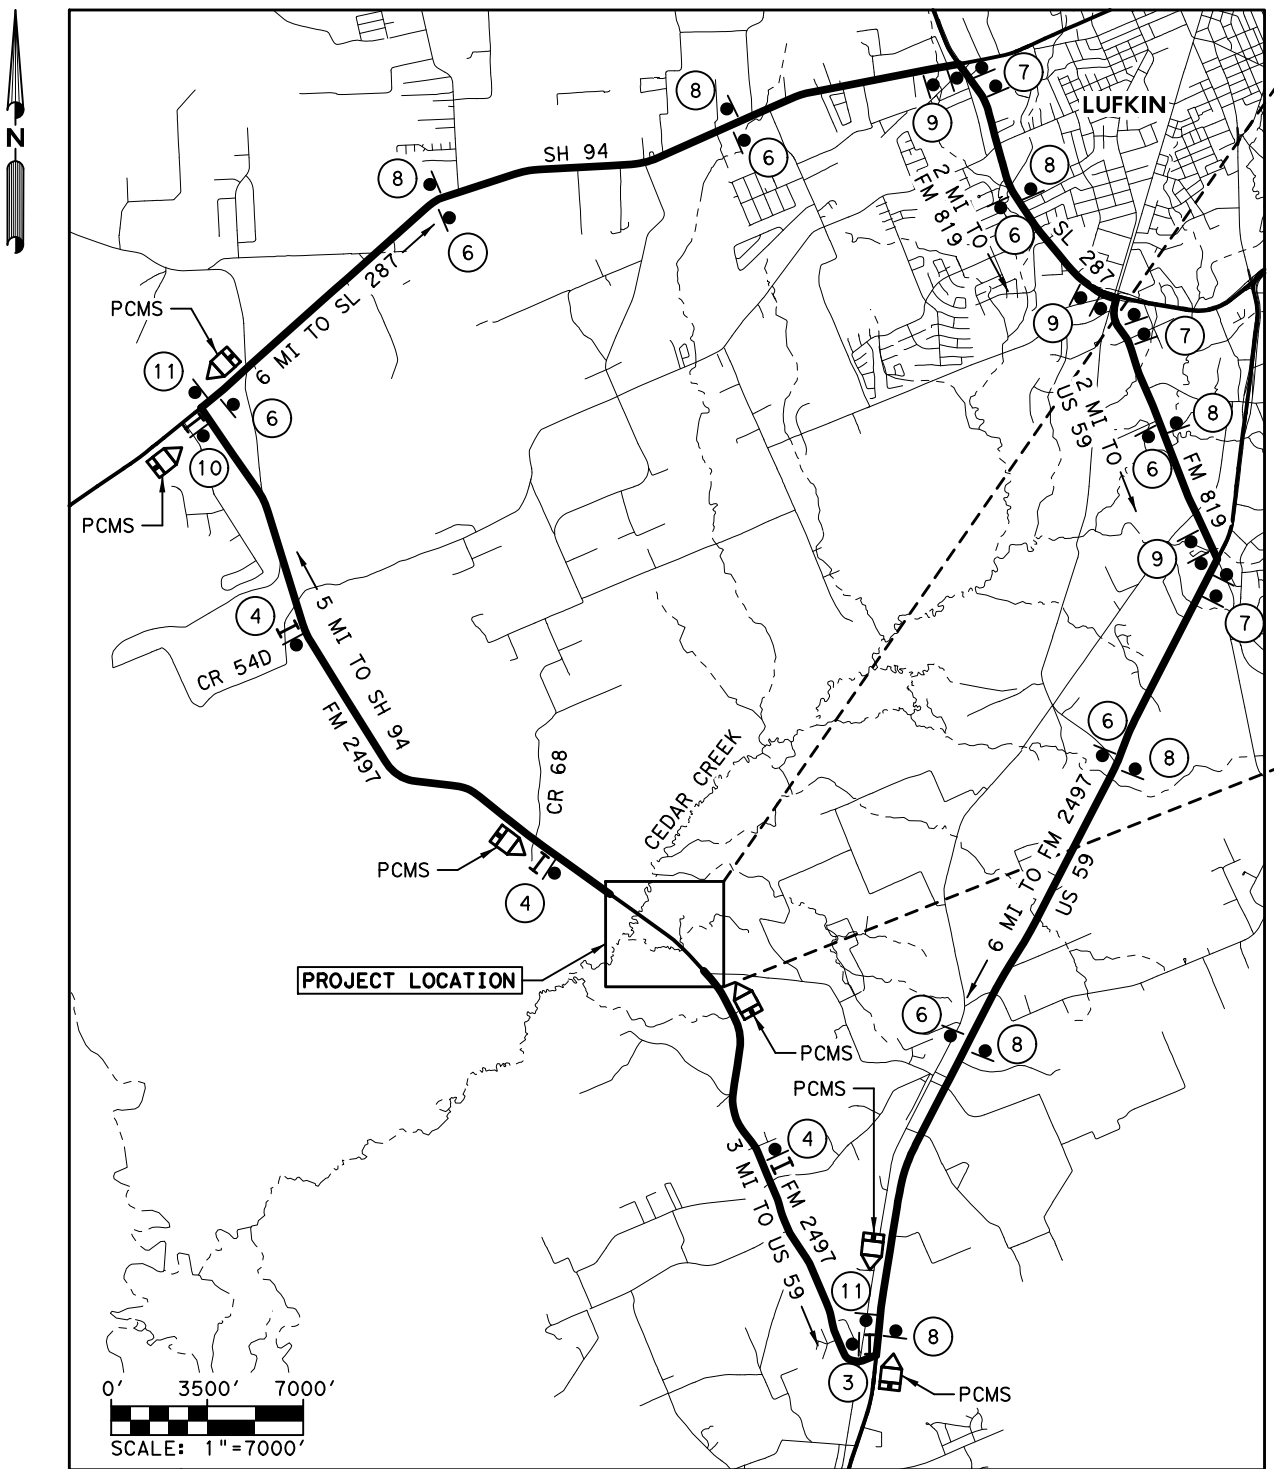 N
LUFKIN
7
8
9
6
SH 94
8
8
2 MI TO
FM 819
6
6
SL 287
6 MI TO SL 287
PCMS
9
7
11
6
2 MI TO
US 59
8
10
6
FM 819
PCMS
9
5 MI TO SH 94
4
7
CR 54D
FM 2497
6
8
CEDAR CREEK
CR 68
6 MI TO FM 2497
US 59
PCMS
4
PROJECT LOCATION
6
8
PCMS
PCMS
4
3 MI TO US 59
FM 2497
11
8
3
PCMS
0' 3500' 7000'
SCALE: 1"=7000'